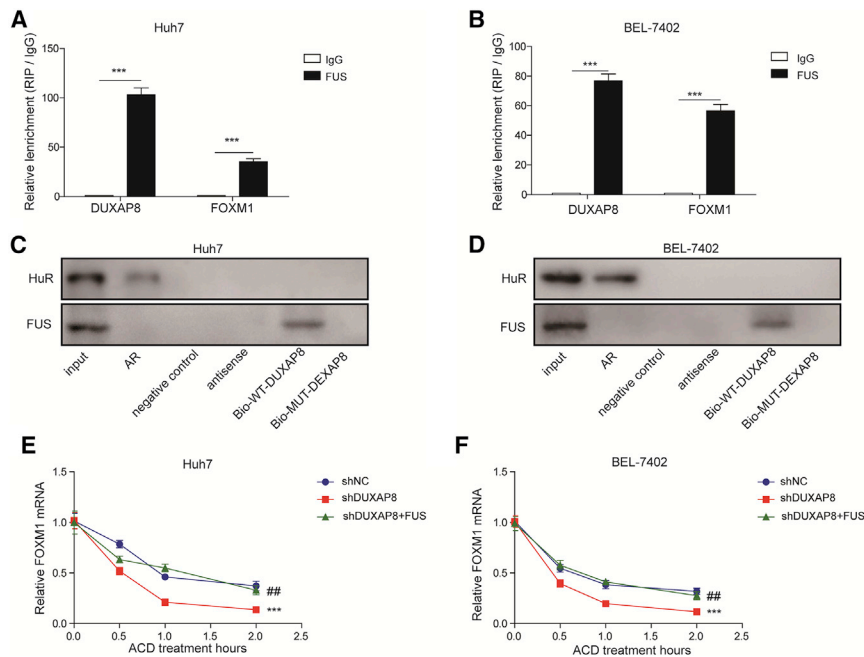 A
Huh7
Relative Ienrichment (RIP / IgG)
150
100
50
0
***
***
DUXAP8
FOXM1
IgG
FUS
B
BEL-7402
Relative Ienrichment (RIP / IgG)
100
80
60
40
20
0
***
***
DUXAP8
FOXM1
IgG
FUS
C
Huh7
HuR
FUS
input
AR
negative control
antisense
Bio-WT-DUXAP8
Bio-MUT-DEXAP8
D
BEL-7402
HuR
FUS
input
AR
negative control
antisense
Bio-WT-DUXAP8
Bio-MUT-DEXAP8
E
Huh7
Relative FOXM1 mRNA
1.5
1.0
0.5
0.0
0.0 0.5 1.0 1.5 2.0 2.5
ACD treatment hours
##
***
shNC
shDUXAP8
shDUXAP8+FUS
F
BEL-7402
Relative FOXM1 mRNA
1.5
1.0
0.5
0.0
0.0 0.5 1.0 1.5 2.0 2.5
ACD treatment hours
##
***
shNC
shDUXAP8
shDUXAP8+FUS